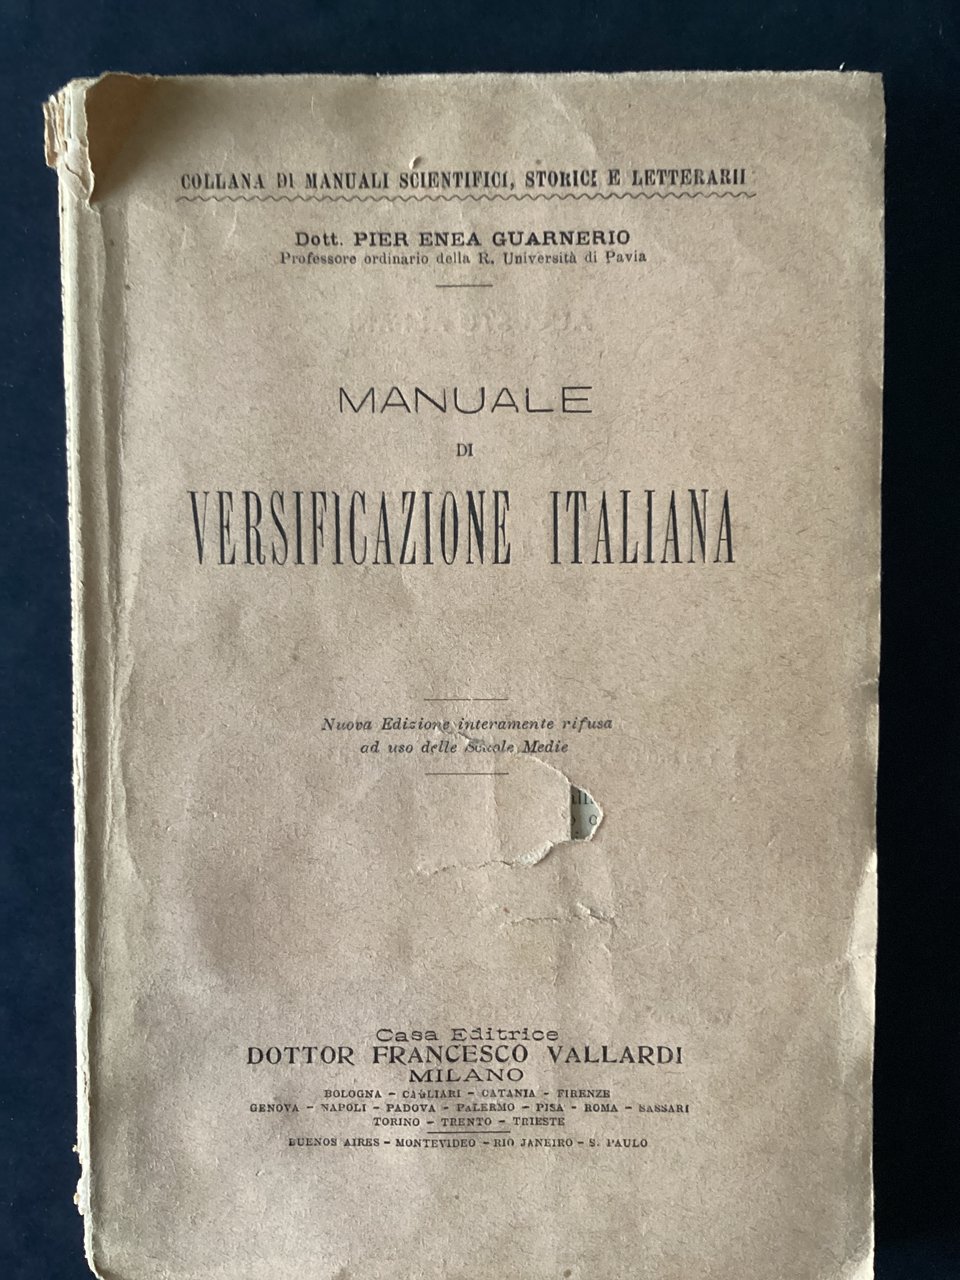 COLLANA DI MANUALI SCIENTIFICI, STORICI E LETTERARII
Dott. PIER ENEA GUARNERIO
Professore ordinario della R. Università di Pavia
MANUALE
DI
VERSIFICAZIONE ITALIANA
Nuova Edizione interamente rifusa
ad uso delle Scuole Medie
Casa Editrice
DOTTOR FRANCESCO VALLARDI
MILANO
BOLOGNA - CAGLIARI - CATANIA - FIRENZE
GENOVA - NAPOLI - PADOVA - PALERMO - PISA - ROMA - SASSARI
TORINO - TRENTO - TRIESTE
BUENOS AIRES - MONTEVIDEO - RIO JANEIRO - S. PAULO